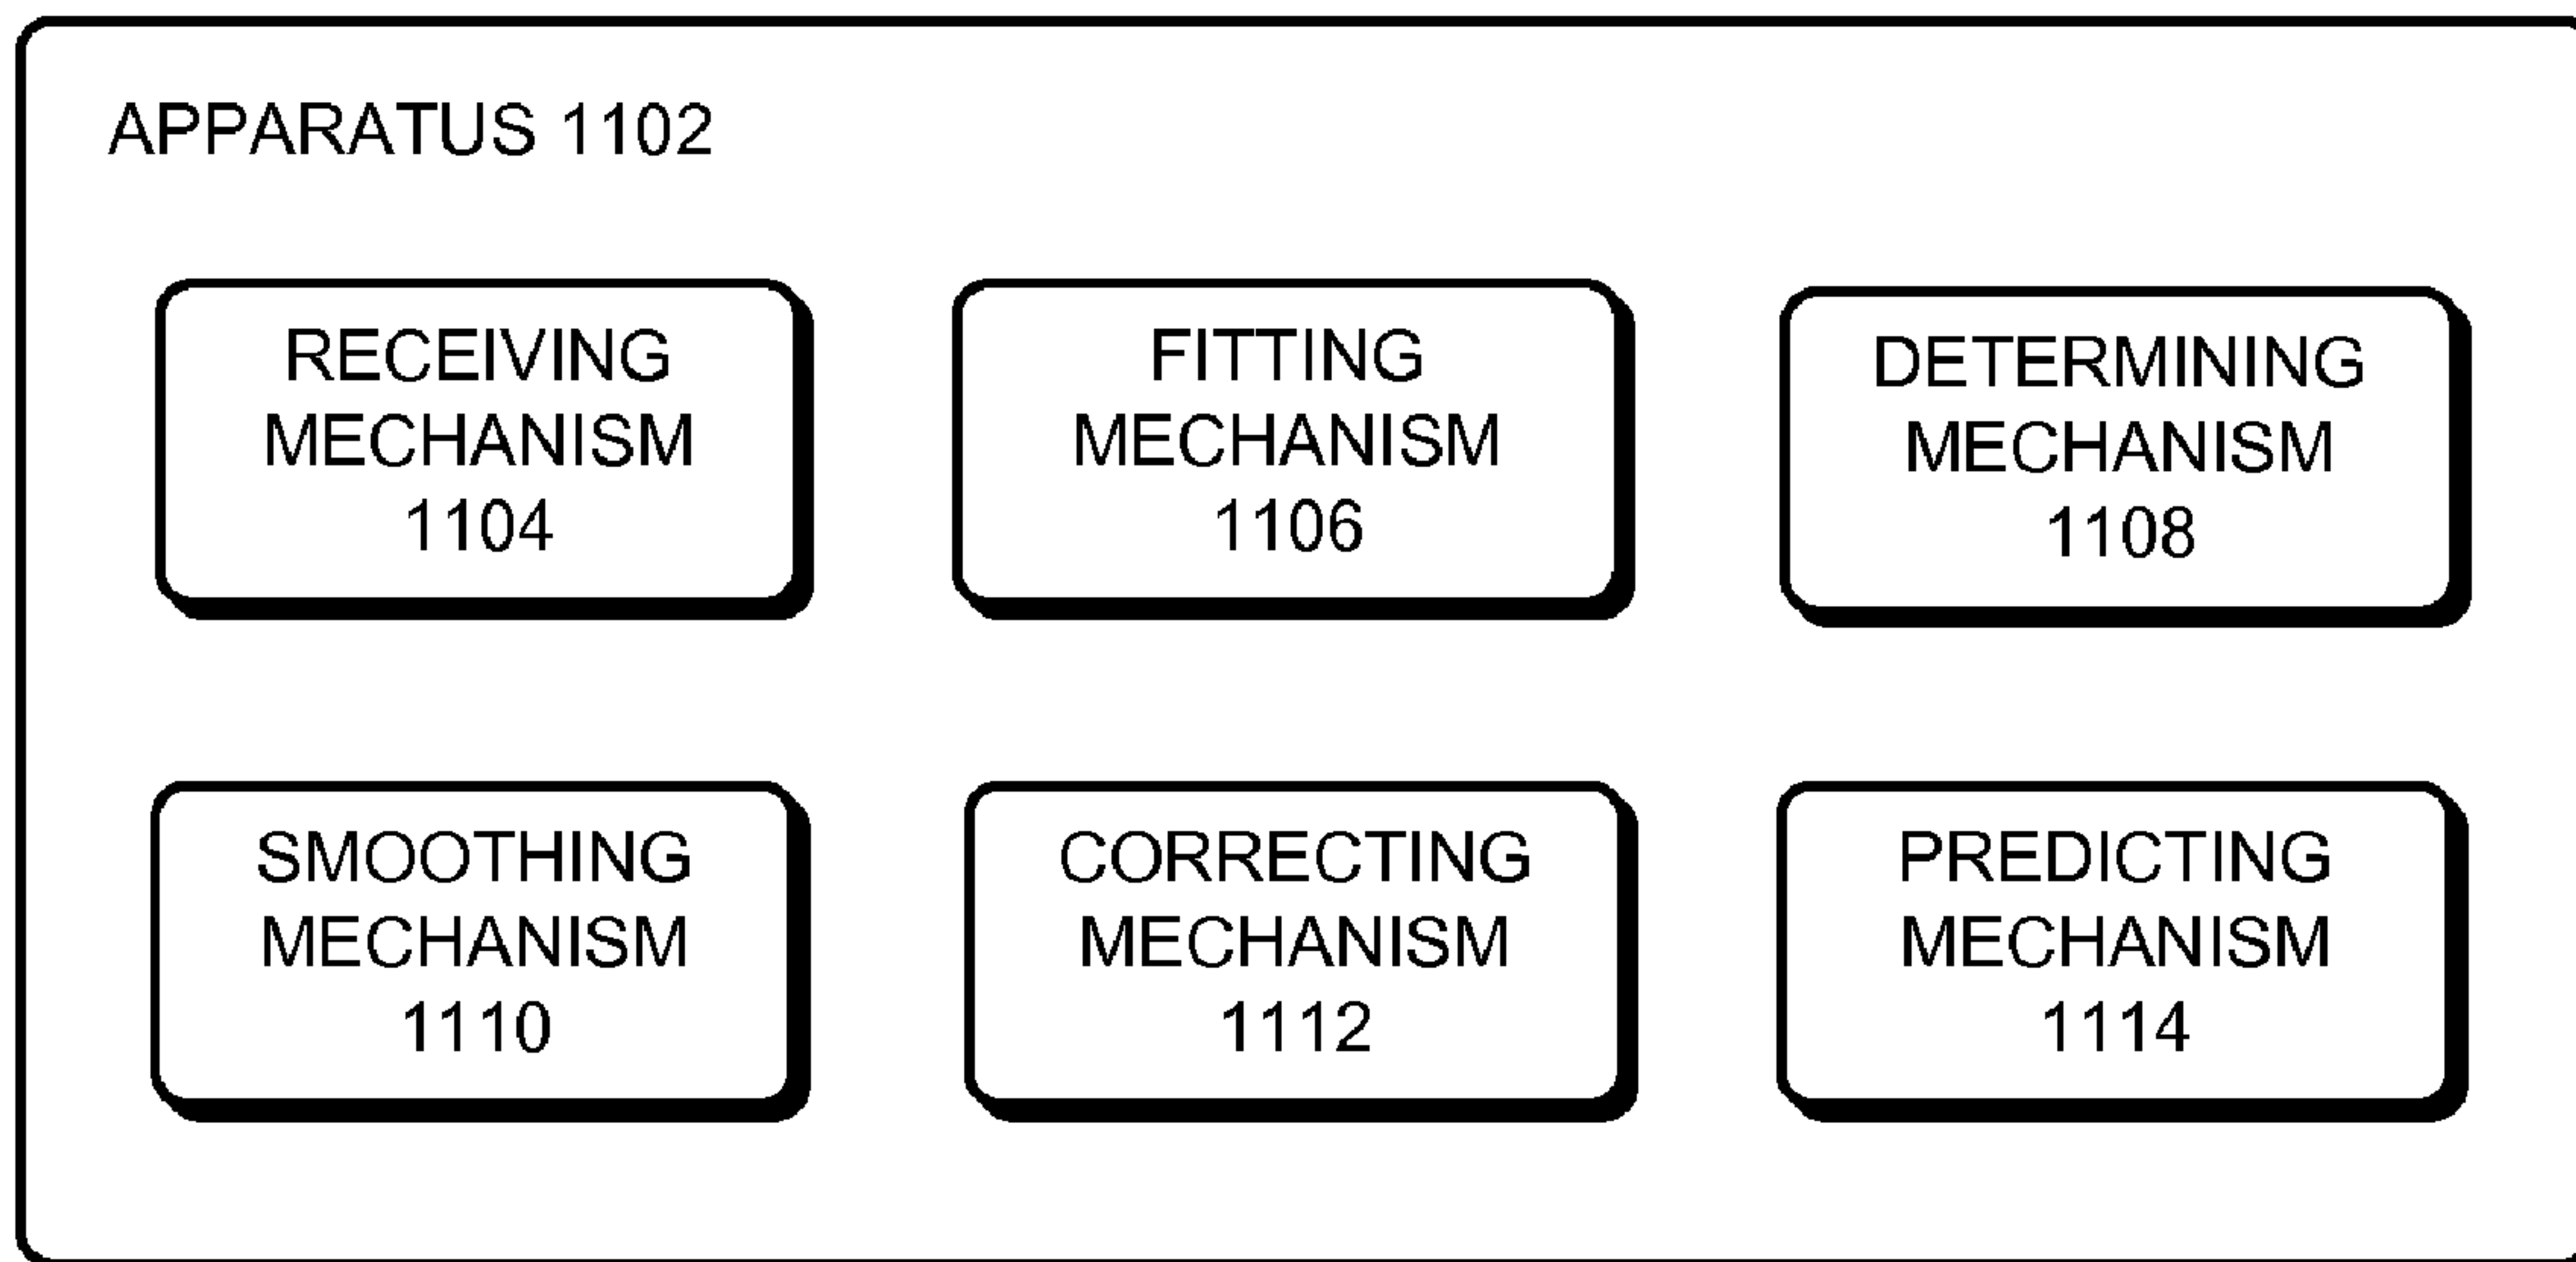 APPARATUS 1102
RECEIVING
MECHANISM
1104
FITTING
MECHANISM
1106
DETERMINING
MECHANISM
1108
SMOOTHING
MECHANISM
1110
CORRECTING
MECHANISM
1112
PREDICTING
MECHANISM
1114